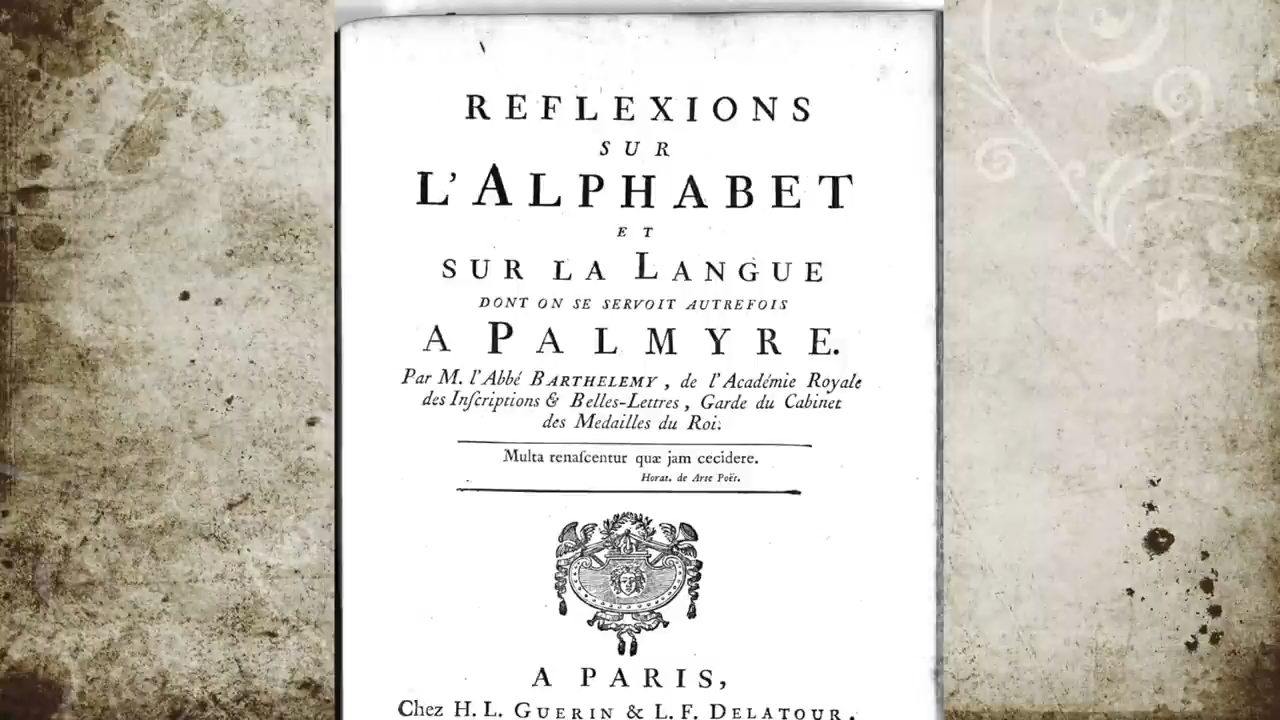 REFLEXIONS
SUR
L'ALPHABET
ET
SUR LA LANGUE
DONT ON SE SERVOIT AUTREFOIS
A PALMYRE.
Par M. l'Abbé BARTHELEMY, de l'Académie Royale
des Inſcriptions & Belles-Lettres, Garde du Cabinet
des Medailles du Roi.
Multa renaſcentur quæ jam cecidere.
Horat. de Arte Poët.
A PARIS,
Chez H. L. GUERIN & L. F. DELATOUR,